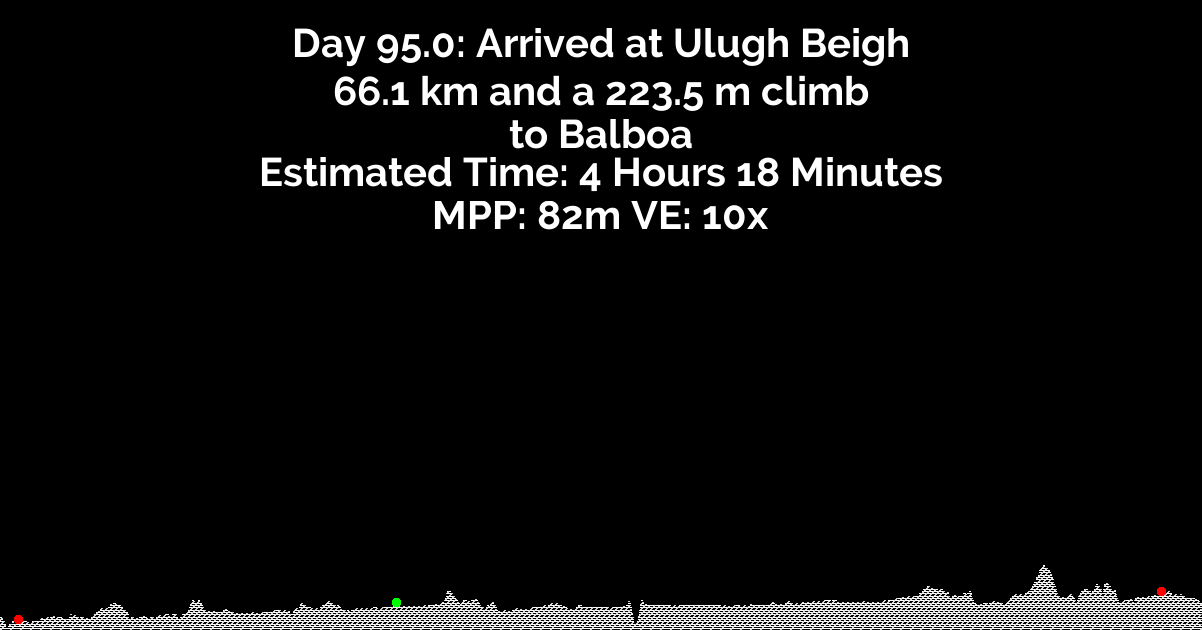 Day 95.0: Arrived at Ulugh Beigh
66.1 km and a 223.5 m climb
to Balboa
Estimated Time: 4 Hours 18 Minutes
MPP: 82m VE: 10x